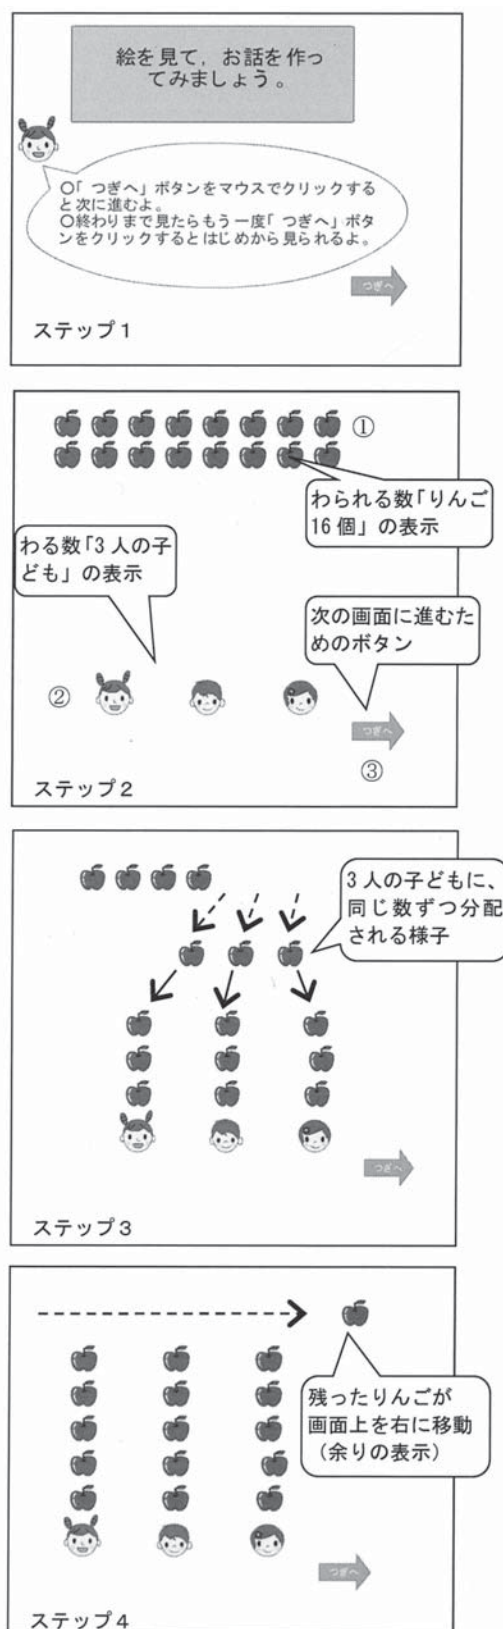 絵を見て，お話を作っ
てみましょう。
○「つぎへ」ボタンをマウスでクリックする
と次に進むよ。
○終わりまで見たらもう一度「つぎへ」ボタ
ンをクリックするとはじめから見られるよ。
つぎへ
ステップ1
①
わられる数「りんご
16個」の表示
わる数「3人の子
ども」の表示
次の画面に進むた
めのボタン
②
つぎへ
③
ステップ2
3人の子どもに、
同じ数ずつ分配
される様子
つぎへ
ステップ3
残ったりんごが
画面上を右に移動
（余りの表示）
つぎへ
ステップ4